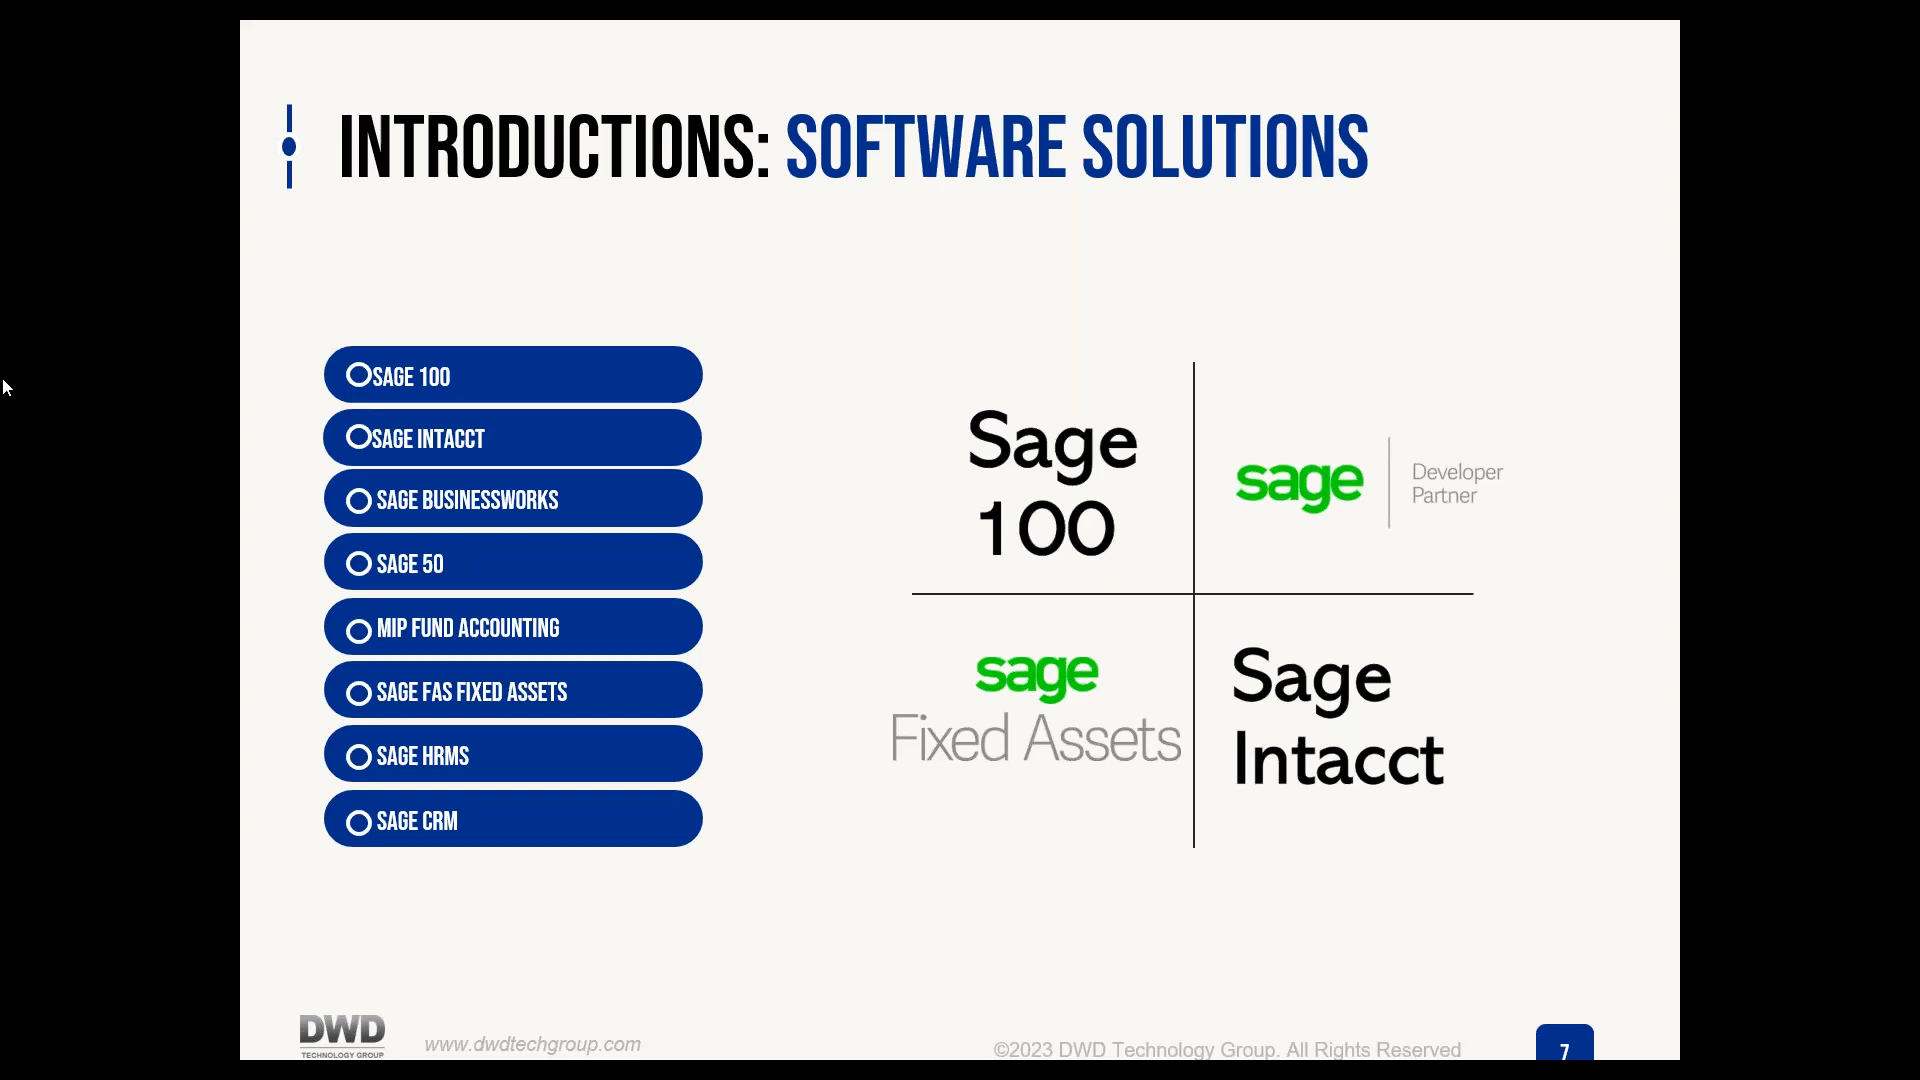 INTRODUCTIONS: SOFTWARE SOLUTIONS
SAGE 100
SAGE INTACCT
SAGE BUSINESSWORKS
SAGE 50
MIP FUND ACCOUNTING
SAGE FAS FIXED ASSETS
SAGE HRMS
SAGE CRM
Sage
100
sage
Developer
Partner
sage
Fixed Assets
Sage
Intacct
DWD
TECHNOLOGY GROUP
www.dwdtechgroup.com
©2023 DWD Technology Group. All Rights Reserved
7